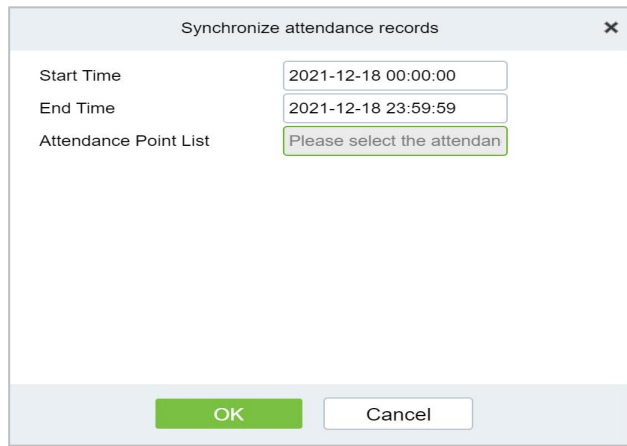 Synchronize attendance records
Start Time 2021-12-18 00:00:00
End Time 2021-12-18 23:59:59
Attendance Point List Please select the attendan
OK Cancel